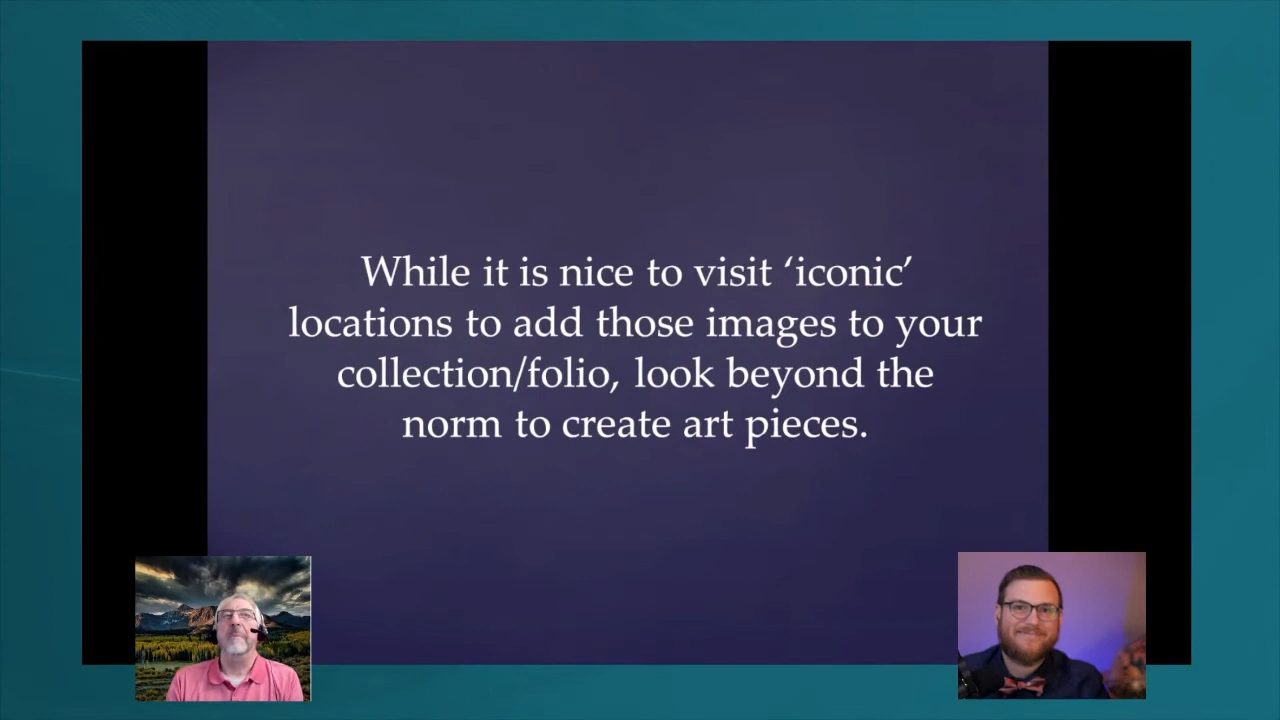 While it is nice to visit ‘iconic’
locations to add those images to your
collection/folio, look beyond the
norm to create art pieces.